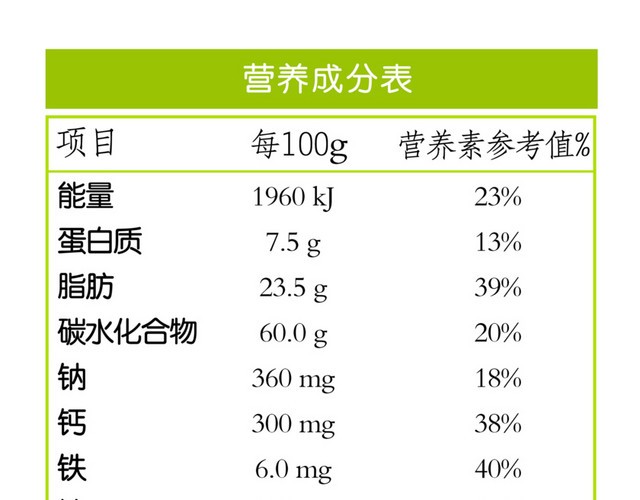 营养成分表
项目 每100g 营养素参考值%
能量 1960 kJ 23%
蛋白质 7.5 g 13%
脂肪 23.5 g 39%
碳水化合物 60.0 g 20%
钠 360 mg 18%
钙 300 mg 38%
铁 6.0 mg 40%